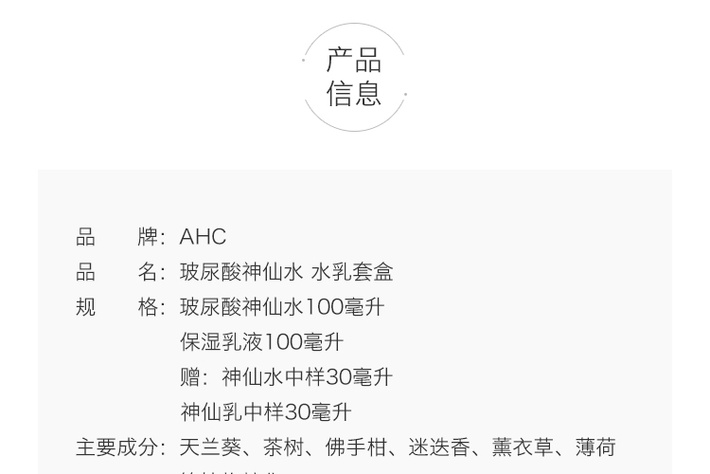 产品
信息
品 牌：AHC
品 名：玻尿酸神仙水 水乳套盒
规 格：玻尿酸神仙水100毫升
保湿乳液100毫升
赠：神仙水中样30毫升
神仙乳中样30毫升
主要成分：天兰葵、茶树、佛手柑、迷迭香、薰衣草、薄荷